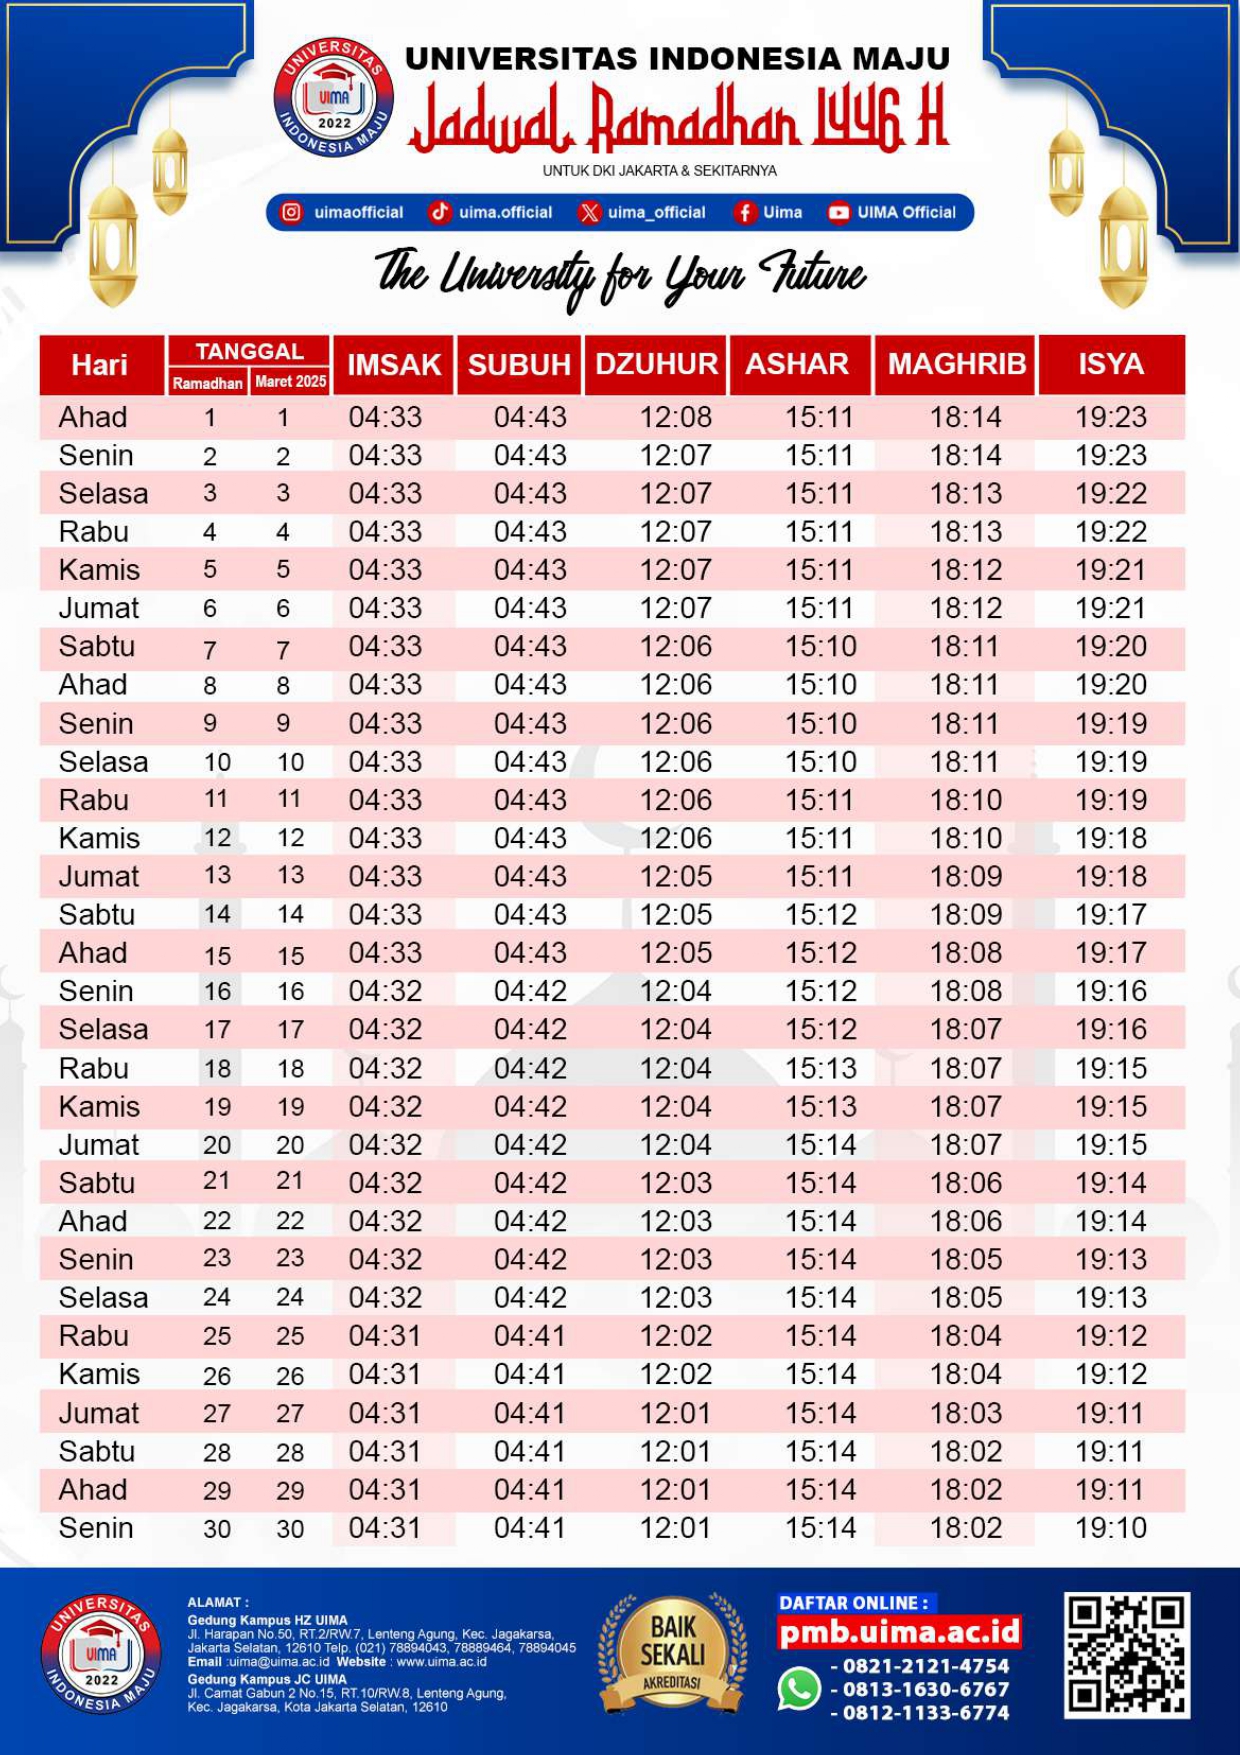 UNIVERSITAS INDONESIA MAJU
UIMA
2022
UNIVERSITAS INDONESIA MAJU
Jadwal Ramadhan 1446 H
UNTUK DKI JAKARTA & SEKITARNYA
uimaofficial uima.official uima_official Uima UIMA Official
The University for Your Future
Hari TANGGAL IMSAK SUBUH DZUHUR ASHAR MAGHRIB ISYA
Ramadhan Maret 2025
Ahad 1 1 04:33 04:43 12:08 15:11 18:14 19:23
Senin 2 2 04:33 04:43 12:07 15:11 18:14 19:23
Selasa 3 3 04:33 04:43 12:07 15:11 18:13 19:22
Rabu 4 4 04:33 04:43 12:07 15:11 18:13 19:22
Kamis 5 5 04:33 04:43 12:07 15:11 18:12 19:21
Jumat 6 6 04:33 04:43 12:07 15:11 18:12 19:21
Sabtu 7 7 04:33 04:43 12:06 15:10 18:11 19:20
Ahad 8 8 04:33 04:43 12:06 15:10 18:11 19:20
Senin 9 9 04:33 04:43 12:06 15:10 18:11 19:19
Selasa 10 10 04:33 04:43 12:06 15:10 18:11 19:19
Rabu 11 11 04:33 04:43 12:06 15:11 18:10 19:19
Kamis 12 12 04:33 04:43 12:06 15:11 18:10 19:18
Jumat 13 13 04:33 04:43 12:05 15:11 18:09 19:18
Sabtu 14 14 04:33 04:43 12:05 15:12 18:09 19:17
Ahad 15 15 04:33 04:43 12:05 15:12 18:08 19:17
Senin 16 16 04:32 04:42 12:04 15:12 18:08 19:16
Selasa 17 17 04:32 04:42 12:04 15:12 18:07 19:16
Rabu 18 18 04:32 04:42 12:04 15:13 18:07 19:15
Kamis 19 19 04:32 04:42 12:04 15:13 18:07 19:15
Jumat 20 20 04:32 04:42 12:04 15:14 18:07 19:15
Sabtu 21 21 04:32 04:42 12:03 15:14 18:06 19:14
Ahad 22 22 04:32 04:42 12:03 15:14 18:06 19:14
Senin 23 23 04:32 04:42 12:03 15:14 18:05 19:13
Selasa 24 24 04:32 04:42 12:03 15:14 18:05 19:13
Rabu 25 25 04:31 04:41 12:02 15:14 18:04 19:12
Kamis 26 26 04:31 04:41 12:02 15:14 18:04 19:12
Jumat 27 27 04:31 04:41 12:01 15:14 18:03 19:11
Sabtu 28 28 04:31 04:41 12:01 15:14 18:02 19:11
Ahad 29 29 04:31 04:41 12:01 15:14 18:02 19:11
Senin 30 30 04:31 04:41 12:01 15:14 18:02 19:10
UNIVERSITAS INDONESIA MAJU
UIMA
2022
ALAMAT :
Gedung Kampus HZ UIMA
Jl. Harapan No.50, RT.2/RW.7, Lenteng Agung, Kec. Jagakarsa,
Jakarta Selatan, 12610 Telp. (021) 78894043, 78889464, 78894045
Email :uima@uima.ac.id Website : www.uima.ac.id
Gedung Kampus JC UIMA
Jl. Camat Gabun 2 No.15, RT.10/RW.8, Lenteng Agung,
Kec. Jagakarsa, Kota Jakarta Selatan, 12610
BAIK
SEKALI
AKREDITASI
DAFTAR ONLINE :
pmb.uima.ac.id
- 0821-2121-4754
- 0813-1630-6767
- 0812-1133-6774